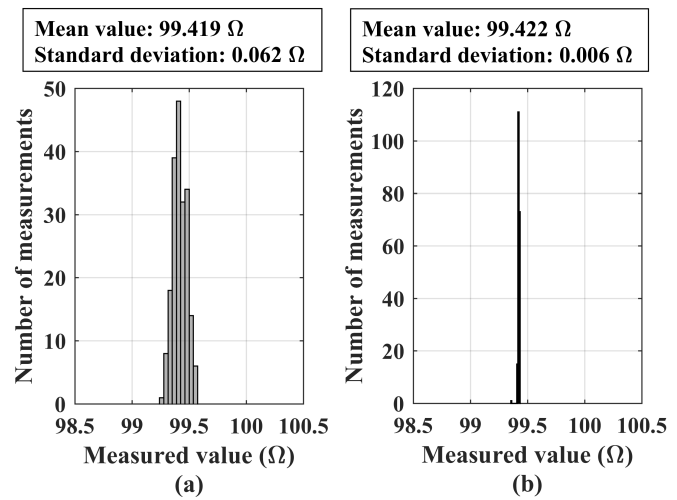 Mean value: 99.419 Ω
Standard deviation: 0.062 Ω
50
40
30
20
10
0
Number of measurements
98.5 99 99.5 100 100.5
Measured value (Ω)
(a)
Mean value: 99.422 Ω
Standard deviation: 0.006 Ω
120
100
80
60
40
20
0
Number of measurements
98.5 99 99.5 100 100.5
Measured value (Ω)
(b)